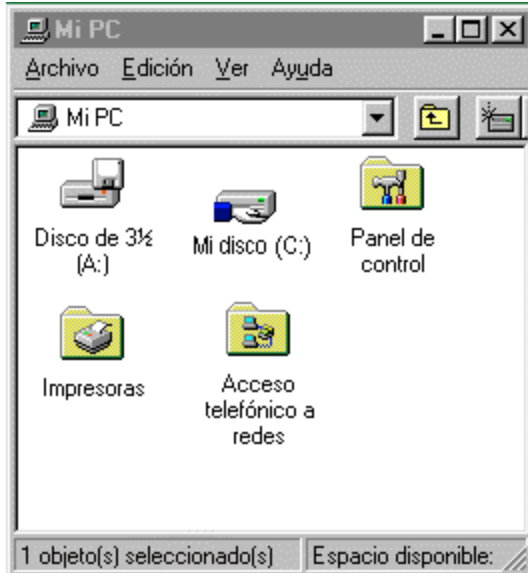 Mi PC
Archivo Edición Ver Ayuda
Mi PC
Disco de 3½
(A:)
Mi disco (C:)
Panel de
control
Impresoras
Acceso
telefónico a
redes
1 objeto(s) seleccionado(s) Espacio disponible: